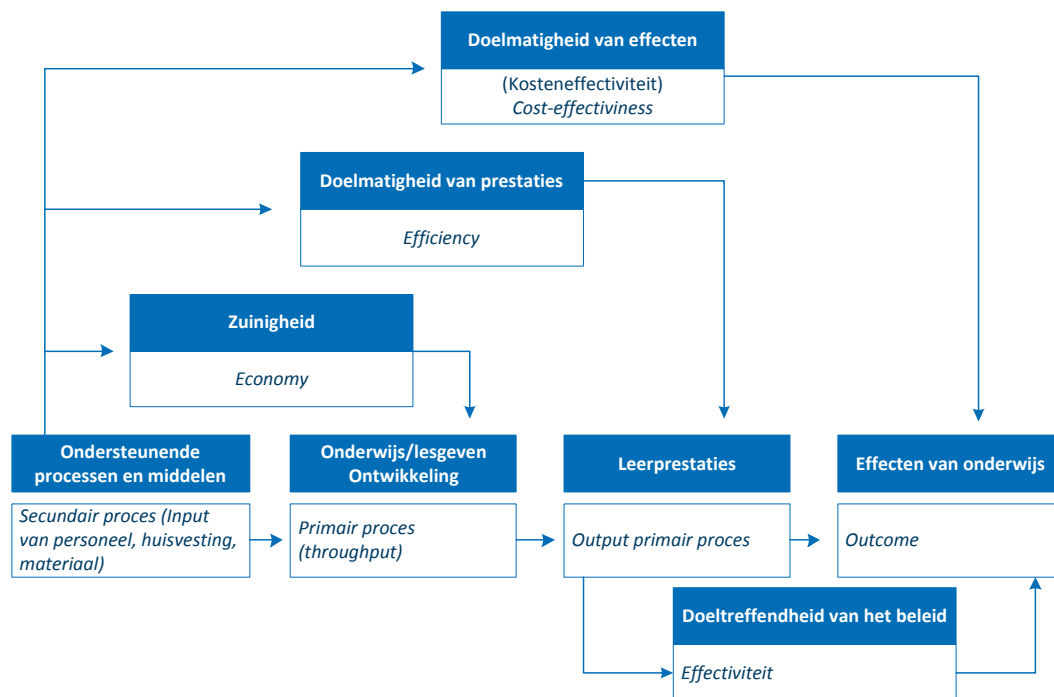 Doelmatigheid van effecten
(Kosteneffectiviteit)
Cost-effectiviness
Doelmatigheid van prestaties
Efficiency
Zuinigheid
Economy
Ondersteunende
processen en middelen
Onderwijs/lesgeven
Ontwikkeling
Leerprestaties
Effecten van onderwijs
Secundair proces (Input
van personeel, huisvesting,
materiaal)
Primair proces
(throughput)
Output primair proces
Outcome
Doeltreffendheid van het beleid
Effectiviteit